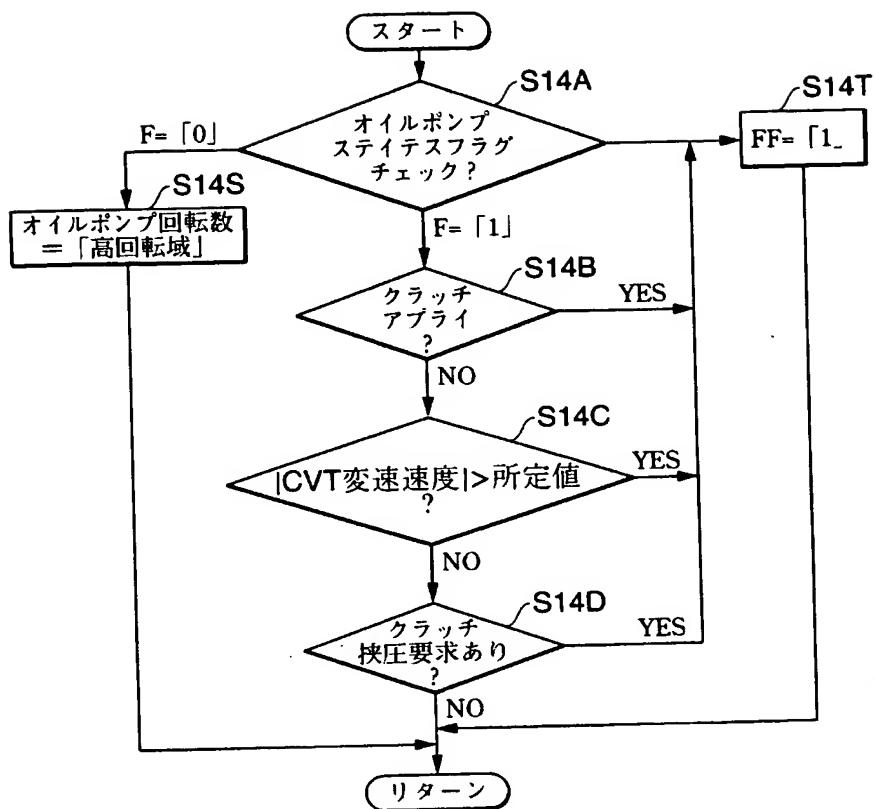 スタート
S14A
オイルポンプ
ステイテスフラグ
チェック?
F=「0」
S14T
FF=「1_
S14S
オイルポンプ回転数
=「高回転域」
F=「1」
S14B
クラッチ
アプライ
?
YES
NO
S14C
|CVT変速速度|>所定値
?
YES
NO
S14D
クラッチ
挟圧要求あり
?
YES
NO
リターン